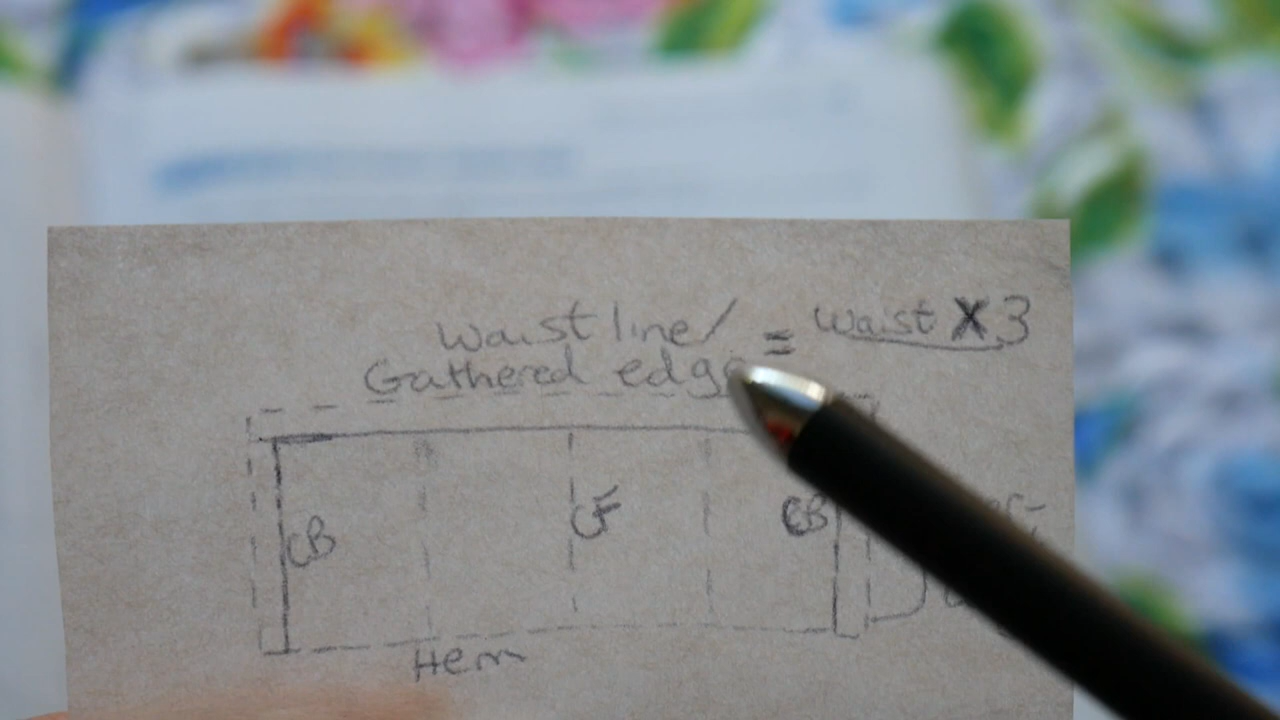 Waist line/
Gathered edge = Waist X 3
CB CF CB
Hem